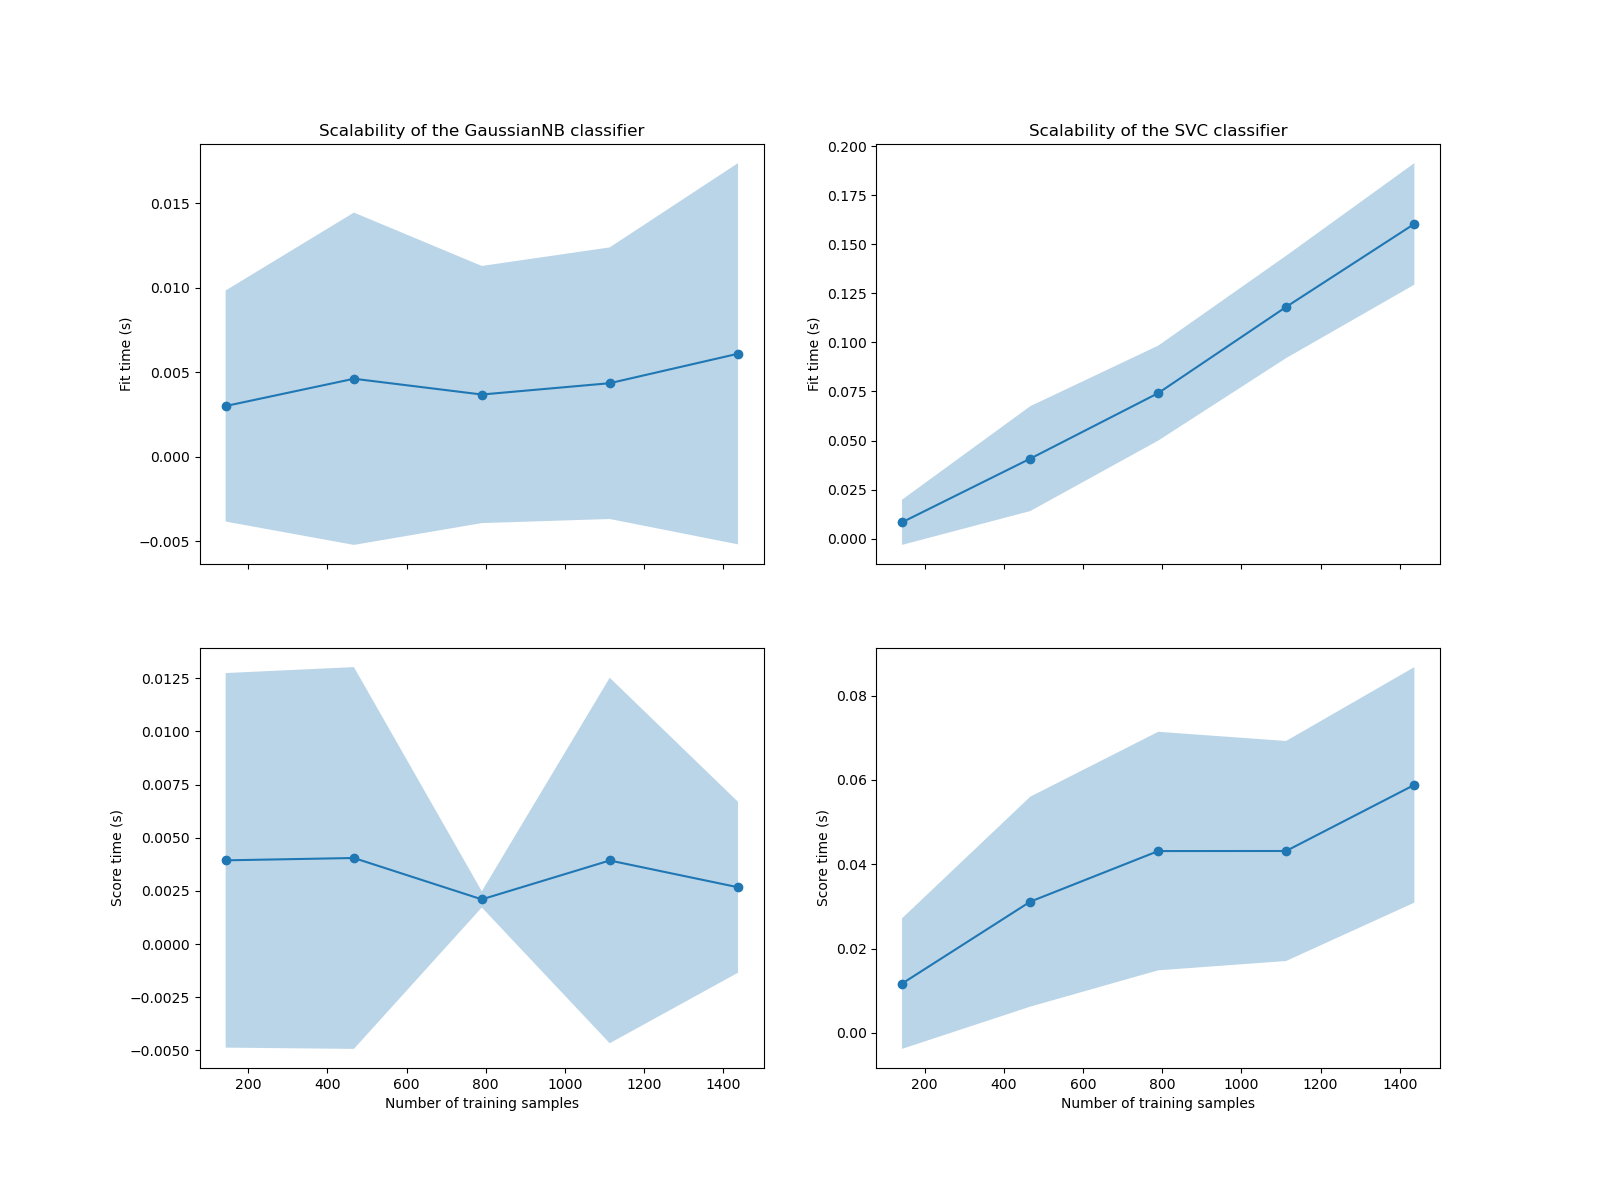 Scalability of the GaussianNB classifier
Fit time (s)
0.015
0.010
0.005
0.000
−0.005
Scalability of the SVC classifier
Fit time (s)
0.200
0.175
0.150
0.125
0.100
0.075
0.050
0.025
0.000
Score time (s)
0.0125
0.0100
0.0075
0.0050
0.0025
0.0000
−0.0025
−0.0050
200 400 600 800 1000 1200 1400
Number of training samples
Score time (s)
0.08
0.06
0.04
0.02
0.00
200 400 600 800 1000 1200 1400
Number of training samples